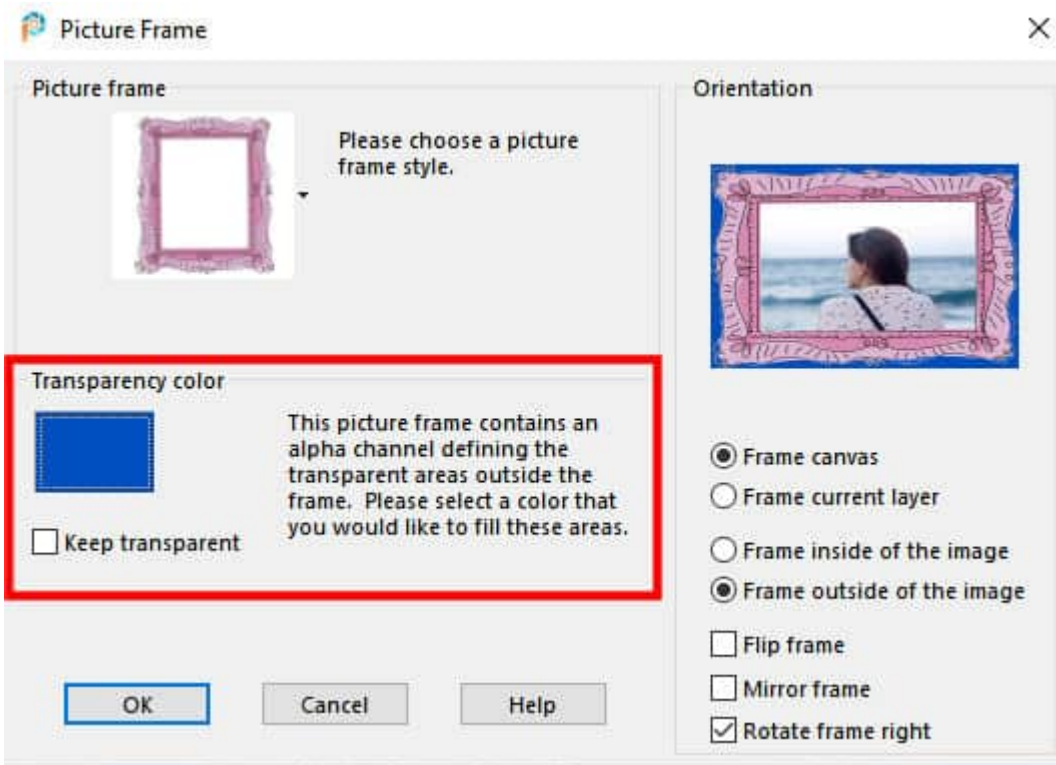 Picture Frame
Picture frame
Please choose a picture
frame style.
Transparency color
This picture frame contains an
alpha channel defining the
transparent areas outside the
frame. Please select a color that
you would like to fill these areas.
Keep transparent
OK
Cancel
Help
Orientation
Frame canvas
Frame current layer
Frame inside of the image
Frame outside of the image
Flip frame
Mirror frame
Rotate frame right